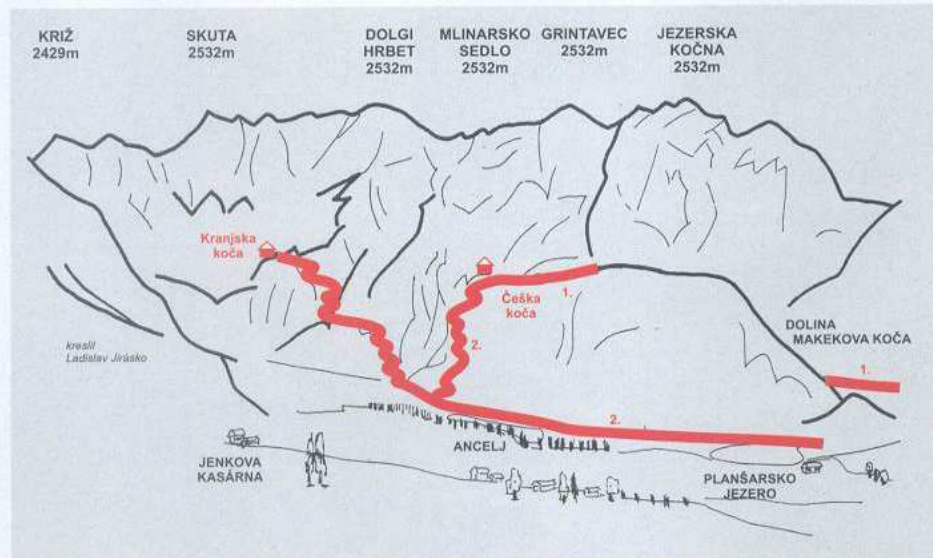 KRIŽ
2429m
SKUTA
2532m
DOLGI
HRBET
2532m
MLINARSKO
SEDLO
2532m
GRINTAVEC
2532m
JEZERSKA
KOČNA
2532m
Kranjska
koča
1.
Češka
koča
2.
DOLINA
MAKEKOVA KOČA
1.
kreslil
Ladislav Jirásko
2.
ANCELJ
JENKOVA
KASÁRNA
PLANŠARSKO
JEZERO